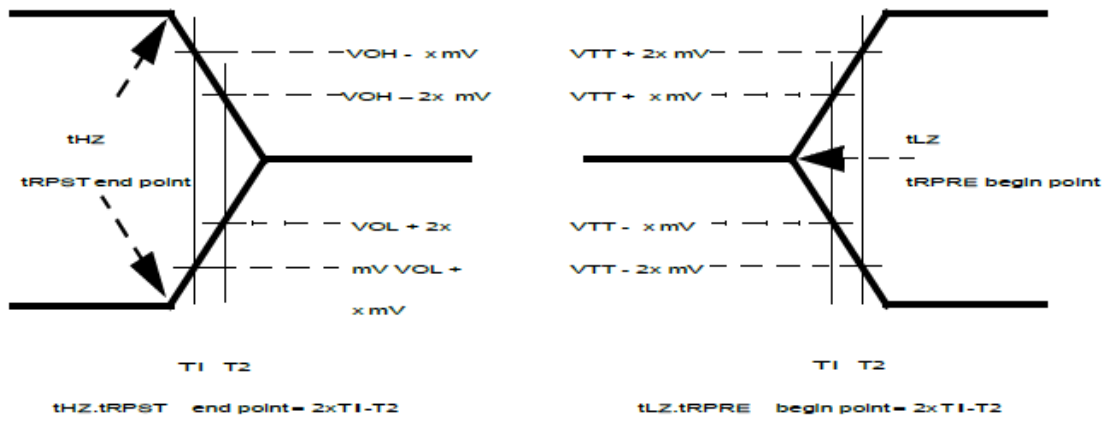 VOH - x mV
VOH - 2x mV
tHZ
tRPST end point
VOL + 2x
mV VOL +
x mV
T1 T2
tHZ.tRPST end point = 2xT1-T2
VTT + 2x mV
VTT + x mV
tLZ
tRPRE begin point
VTT - x mV
VTT - 2x mV
T1 T2
tLZ.tRPRE begin point = 2xT1-T2